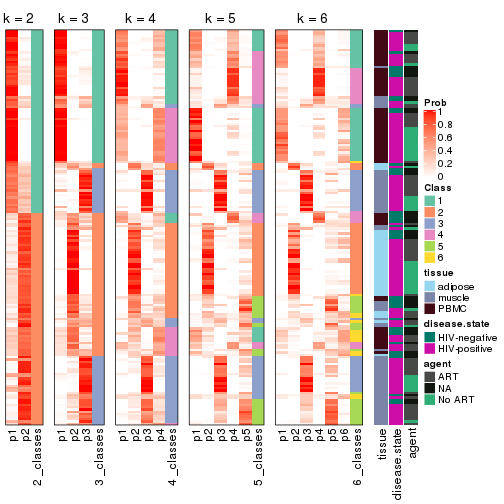 k = 2
k = 3
k = 4
k = 5
k = 6
Prob
1
0.8
0.6
0.4
0.2
0
Class
1
2
3
4
5
6
tissue
adipose
muscle
PBMC
disease.state
HIV-negative
HIV-positive
agent
ART
NA
No ART
p1
p2
2_classes
p1
p2
p3
3_classes
p1
p2
p3
p4
4_classes
p1
p2
p3
p4
p5
5_classes
p1
p2
p3
p4
p5
p6
6_classes
tissue
disease.state
agent